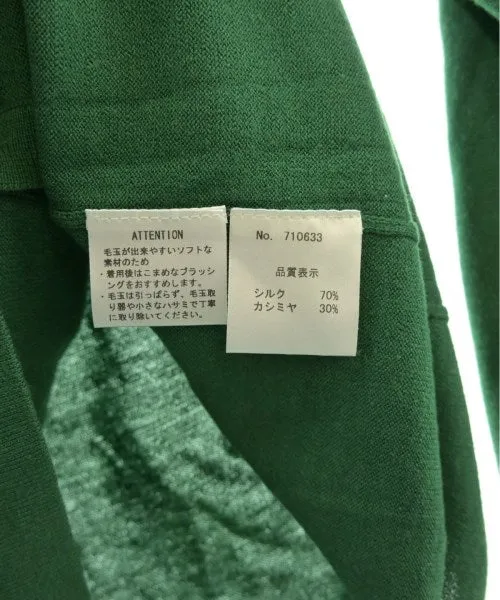 ATTENTION
毛玉が出来やすいソフトな
素材のため
・着用後はこまめなブラッシ
ングをおすすめします。
・毛玉は引っぱらず、毛玉取
り器や小さなハサミで丁寧
に取り除いてください。
No. 710633
品質表示
シルク 70%
カシミヤ 30%